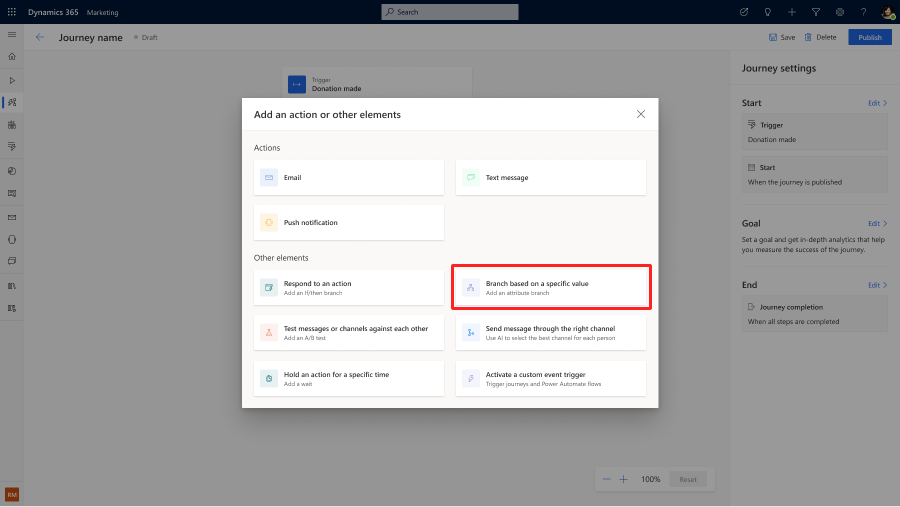 Dynamics 365 Marketing
Search
?
Journey name
Draft
Save
Delete
Publish
Trigger
Donation made
Add an action or other elements
Actions
Email
Text message
Push notification
Other elements
Respond to an action
Add an If/then branch
Branch based on a specific value
Add an attribute branch
Test messages or channels against each other
Add an A/B test
Send message through the right channel
Use AI to select the best channel for each person
Hold an action for a specific time
Add a wait
Activate a custom event trigger
Trigger journeys and Power Automate flows
Journey settings
Start
Edit
Trigger
Donation made
Start
When the journey is published
Goal
Edit
Set a goal and get in-depth analytics that help
you measure the success of the journey.
End
Edit
Journey completion
When all steps are completed
100%
Reset
RM